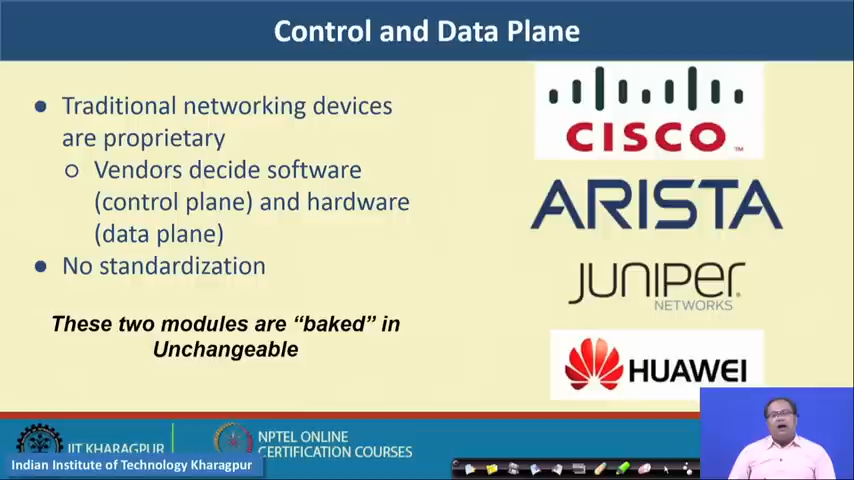 Control and Data Plane
● Traditional networking devices
are proprietary
○ Vendors decide software
(control plane) and hardware
(data plane)
● No standardization
These two modules are “baked” in
Unchangeable
CISCO™
ARISTA
JUNIPER
NETWORKS
HUAWEI
IIT KHARAGPUR
NPTEL ONLINE
CERTIFICATION COURSES
Indian Institute of Technology Kharagpur